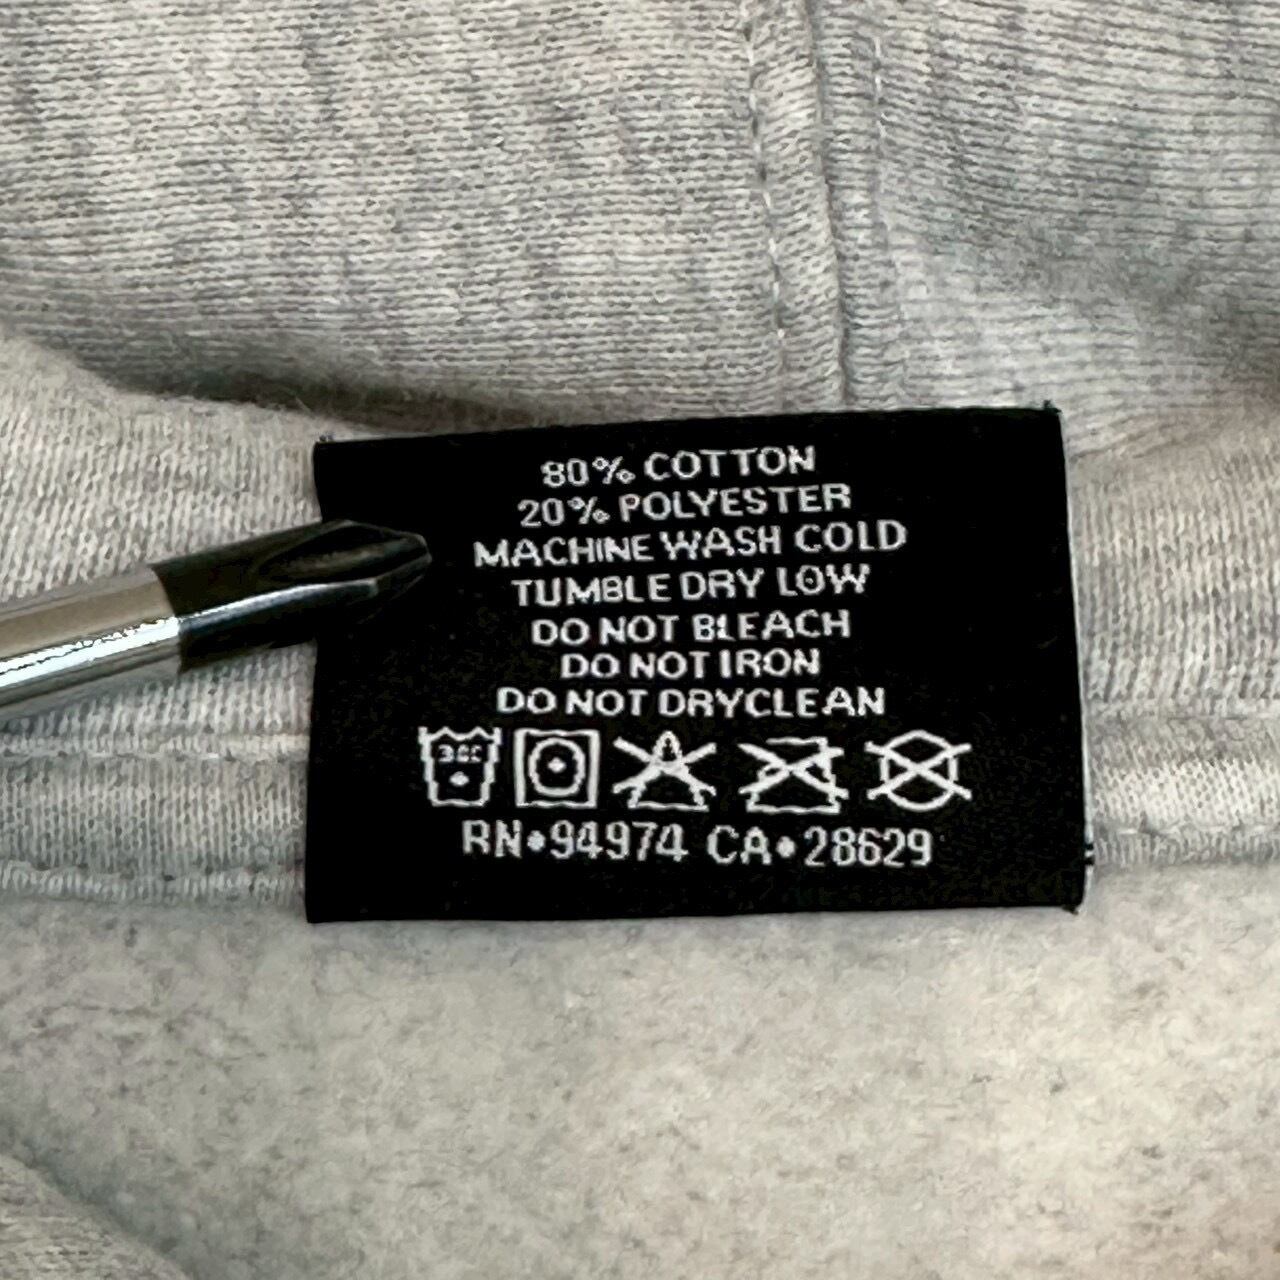 80% COTTON
20% POLYESTER
MACHINE WASH COLD
TUMBLE DRY LOW
DO NOT BLEACH
DO NOT IRON
DO NOT DRYCLEAN
30C
RN•94974 CA•28629